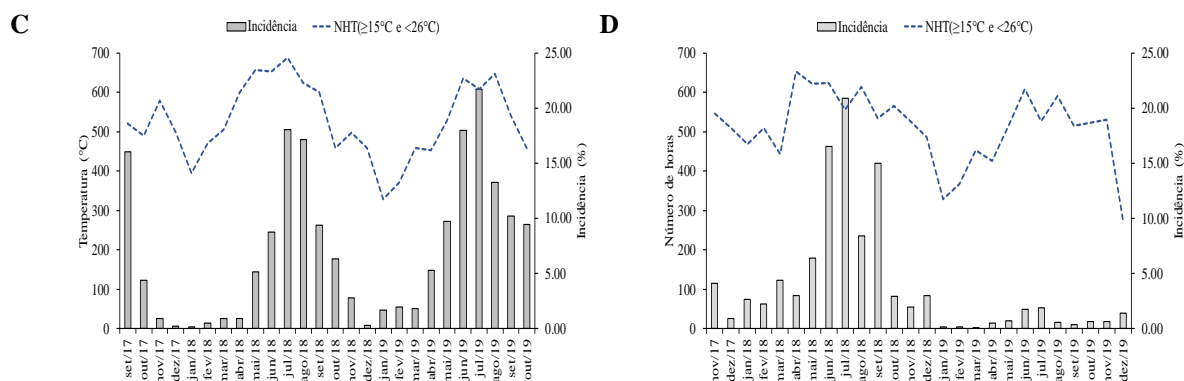 C
Incidência
NHT(≥15°C e <26°C)
700
600
500
400
300
200
100
0
Temperatura (°C)
25.00
20.00
15.00
10.00
5.00
0.00
Incidência (%)
set/17
out/17
nov/17
dez/17
jan/18
fev/18
mar/18
abr/18
mai/18
jun/18
jul/18
ago/18
set/18
out/18
nov/18
dez/18
jan/19
fev/19
mar/19
abr/19
mai/19
jun/19
jul/19
ago/19
set/19
out/19
D
Incidência
NHT(≥15°C e <26°C)
700
600
500
400
300
200
100
0
Número de horas
25.00
20.00
15.00
10.00
5.00
0.00
Incidência (%)
nov/17
dez/17
jan/18
fev/18
mar/18
abr/18
mai/18
jun/18
jul/18
ago/18
set/18
out/18
nov/18
dez/18
jan/19
fev/19
mar/19
abr/19
mai/19
jun/19
jul/19
ago/19
set/19
out/19
nov/19
dez/19